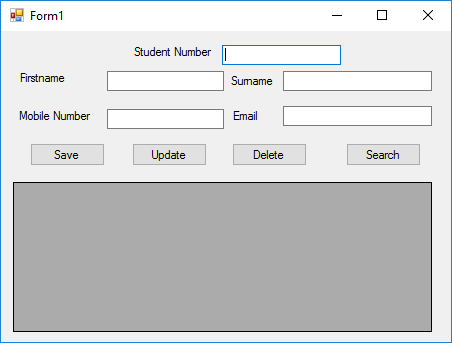 Form1
Student Number
Firstname
Surname
Mobile Number
Email
Save
Update
Delete
Search